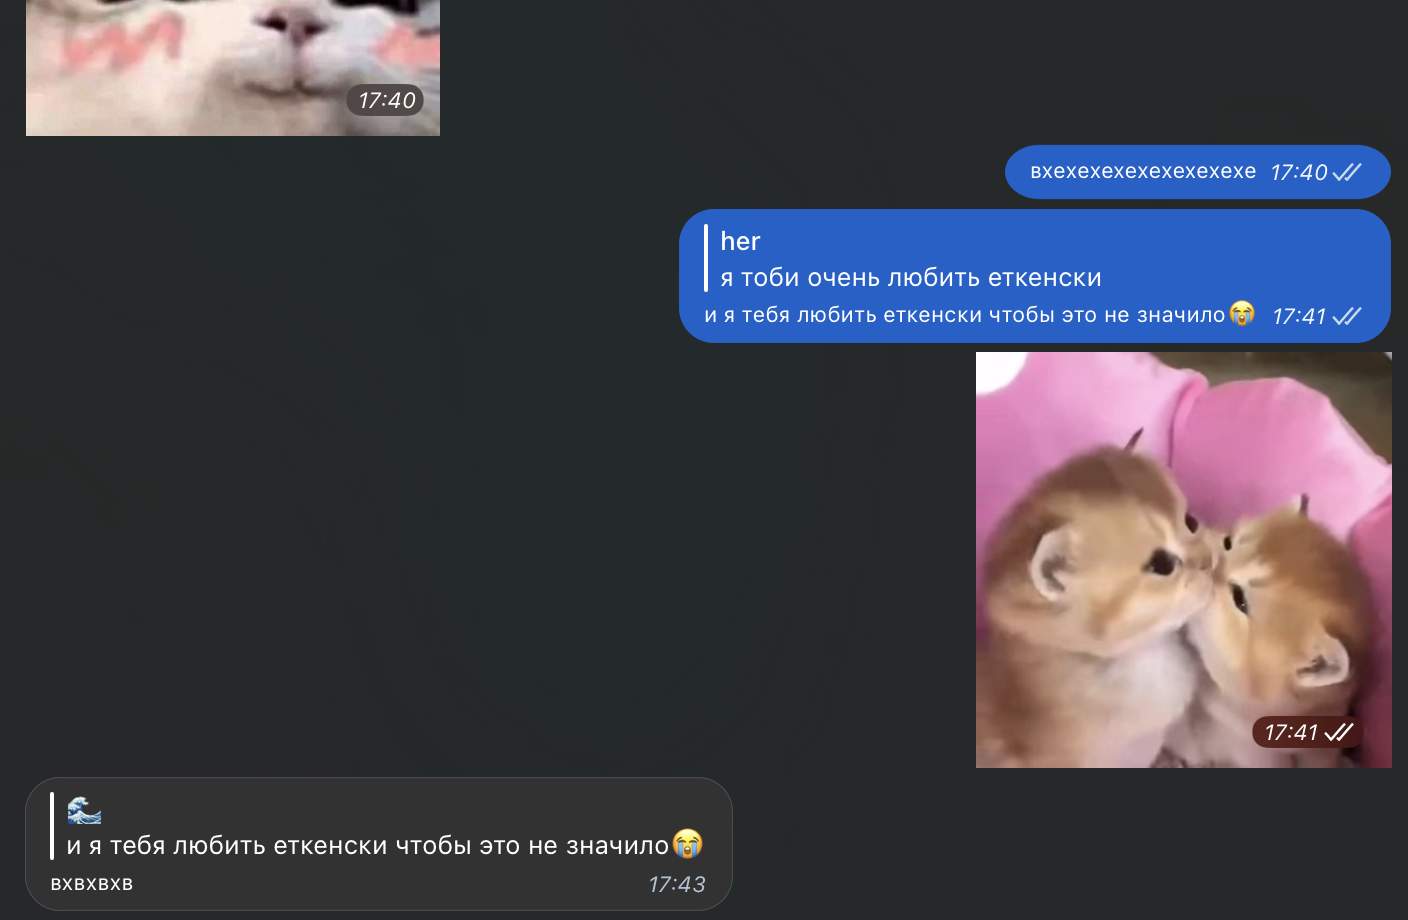 17:40
вхехехехехехехехехе 17:40
her
я тоби очень любить еткенски
и я тебя любить еткенски чтобы это не значило😭 17:41
17:41
🌊
и я тебя любить еткенски чтобы это не значило😭
вхвхвхв 17:43